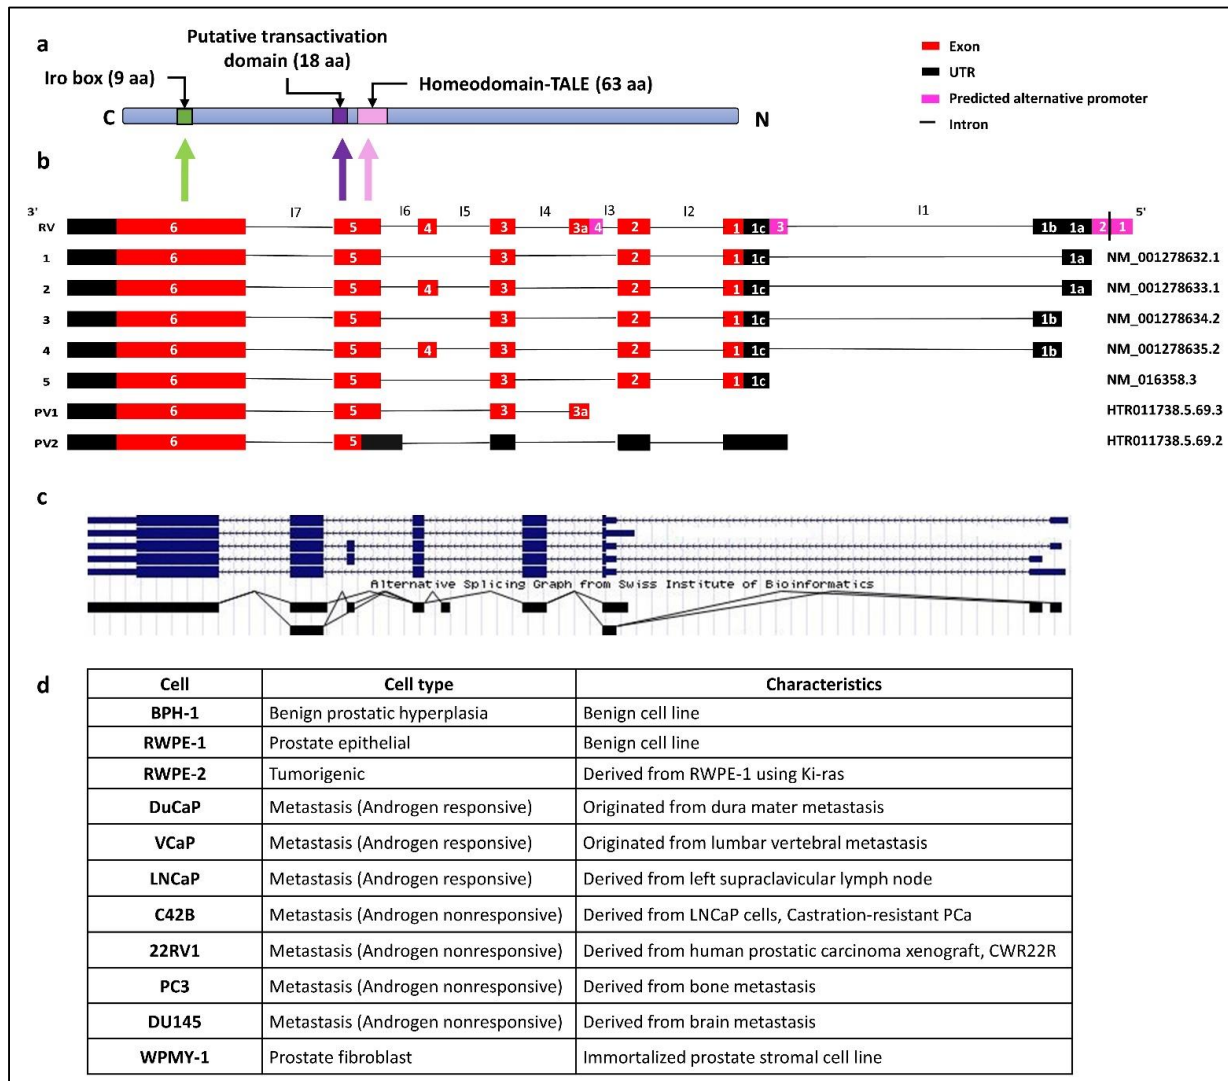 a
Putative transactivation
domain (18 aa)
Iro box (9 aa)
Homeodomain-TALE (63 aa)
C
N
Exon
UTR
Predicted alternative promoter
Intron
b
3'
I7
I6
I5
I4
I3
I2
I1
5'
RV 6 5 4 3 3a 4 2 1 1c 3 1b 1a 2 1
1 6 5 3 2 1 1c 1a NM_001278632.1
2 6 5 4 3 2 1 1c 1a NM_001278633.1
3 6 5 3 2 1 1c 1b NM_001278634.2
4 6 5 4 3 2 1 1c 1b NM_001278635.2
5 6 5 3 2 1 1c NM_016358.3
PV1 6 5 3 3a HTR011738.5.69.3
PV2 6 5 HTR011738.5.69.2
c
Alternative Splicing Graph from Swiss Institute of Bioinformatics
d
Cell Cell type Characteristics
BPH-1 Benign prostatic hyperplasia Benign cell line
RWPE-1 Prostate epithelial Benign cell line
RWPE-2 Tumorigenic Derived from RWPE-1 using Ki-ras
DuCaP Metastasis (Androgen responsive) Originated from dura mater metastasis
VCaP Metastasis (Androgen responsive) Originated from lumbar vertebral metastasis
LNCaP Metastasis (Androgen responsive) Derived from left supraclavicular lymph node
C42B Metastasis (Androgen nonresponsive) Derived from LNCaP cells, Castration-resistant PCa
22RV1 Metastasis (Androgen nonresponsive) Derived from human prostatic carcinoma xenograft, CWR22R
PC3 Metastasis (Androgen nonresponsive) Derived from bone metastasis
DU145 Metastasis (Androgen nonresponsive) Derived from brain metastasis
WPMY-1 Prostate fibroblast Immortalized prostate stromal cell line